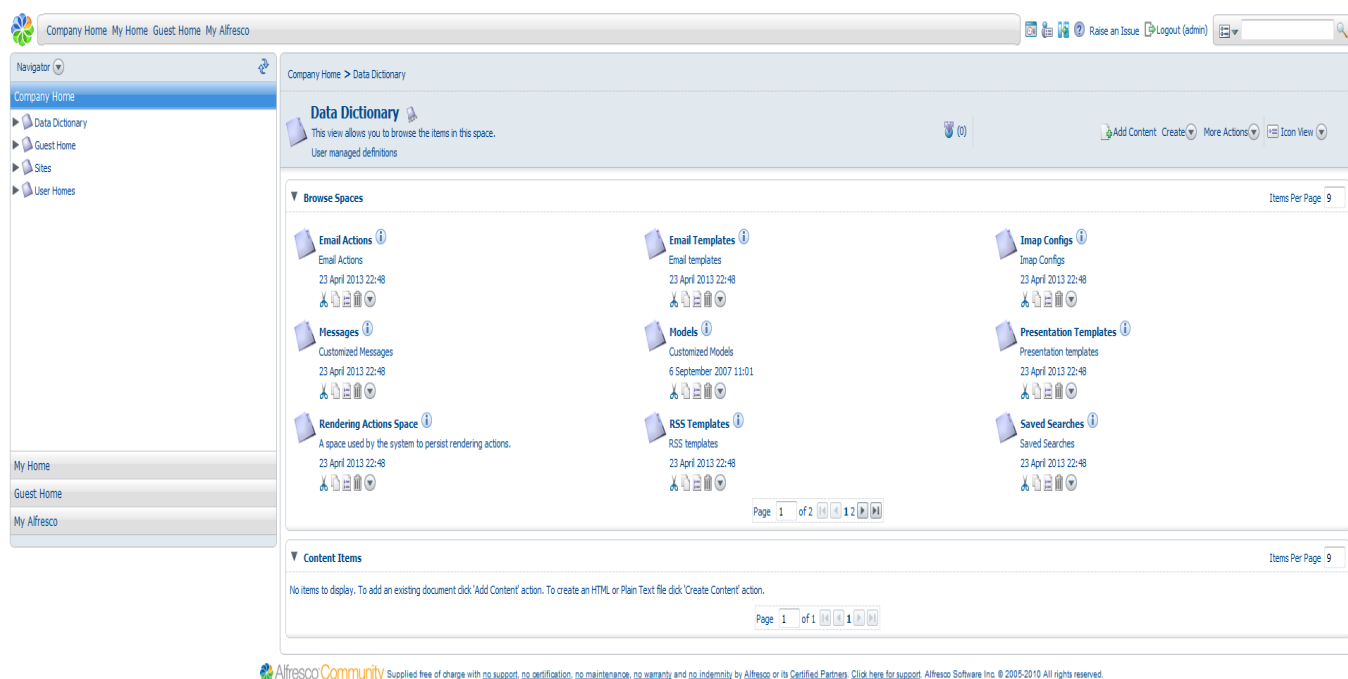 Company Home My Home Guest Home My Alfresco
Raise an Issue Logout (admin)
Navigator
Company Home
Data Dictionary
Guest Home
Sites
User Homes
My Home
Guest Home
My Alfresco
Company Home > Data Dictionary
Data Dictionary
This view allows you to browse the items in this space.
User managed definitions
(0)
Add Content Create More Actions Icon View
Browse Spaces
Items Per Page 9
Email Actions Email Templates Imap Configs
Email Actions Email templates Imap Configs
23 April 2013 22:48 23 April 2013 22:48 23 April 2013 22:48
Messages Models Presentation Templates
Customized Messages Customized Models Presentation templates
23 April 2013 22:48 6 September 2007 11:01 23 April 2013 22:48
Rendering Actions Space RSS Templates Saved Searches
A space used by the system to persist rendering actions. RSS templates Saved Searches
23 April 2013 22:48 23 April 2013 22:48 23 April 2013 22:48
Page 1 of 2 1 2
Content Items
Items Per Page 9
No items to display. To add an existing document click 'Add Content' action. To create an HTML or Plain Text file click 'Create Content' action.
Page 1 of 1 1
Alfresco Community Supplied free of charge with no support, no certification, no maintenance, no warranty and no indemnity by Alfresco or its Certified Partners. Click here for support. Alfresco Software Inc. © 2005-2010 All rights reserved.